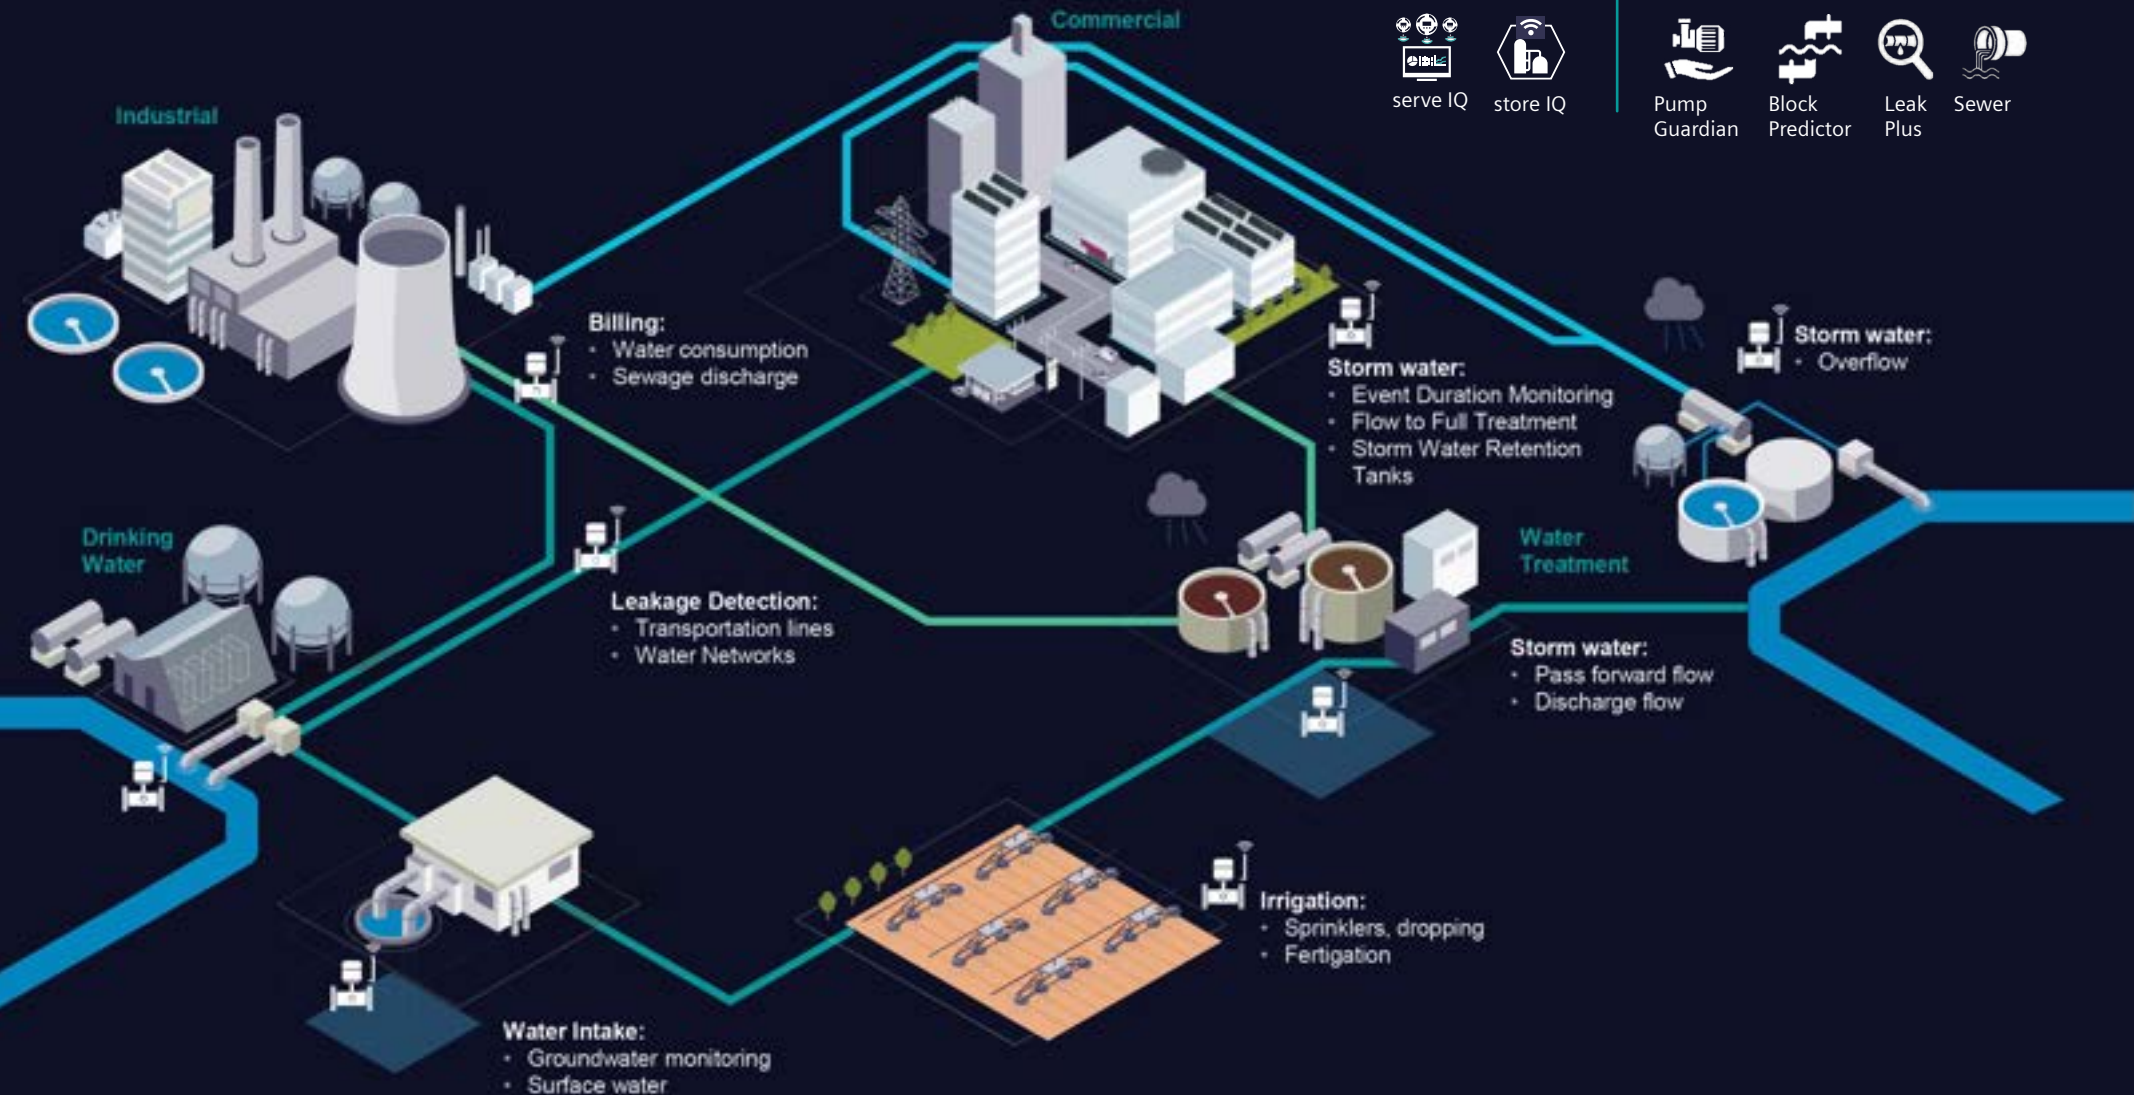 Commercial
serve IQ
store IQ
Pump
Guardian
Block
Predictor
Leak
Plus
Sewer
Industrial
Billing:
• Water consumption
• Sewage discharge
Storm water:
• Event Duration Monitoring
• Flow to Full Treatment
• Storm Water Retention
Tanks
Storm water:
• Overflow
Drinking
Water
Leakage Detection:
• Transportation lines
• Water Networks
Water
Treatment
Storm water:
• Pass forward flow
• Discharge flow
Irrigation:
• Sprinklers, dropping
• Fertigation
Water Intake:
• Groundwater monitoring
• Surface water